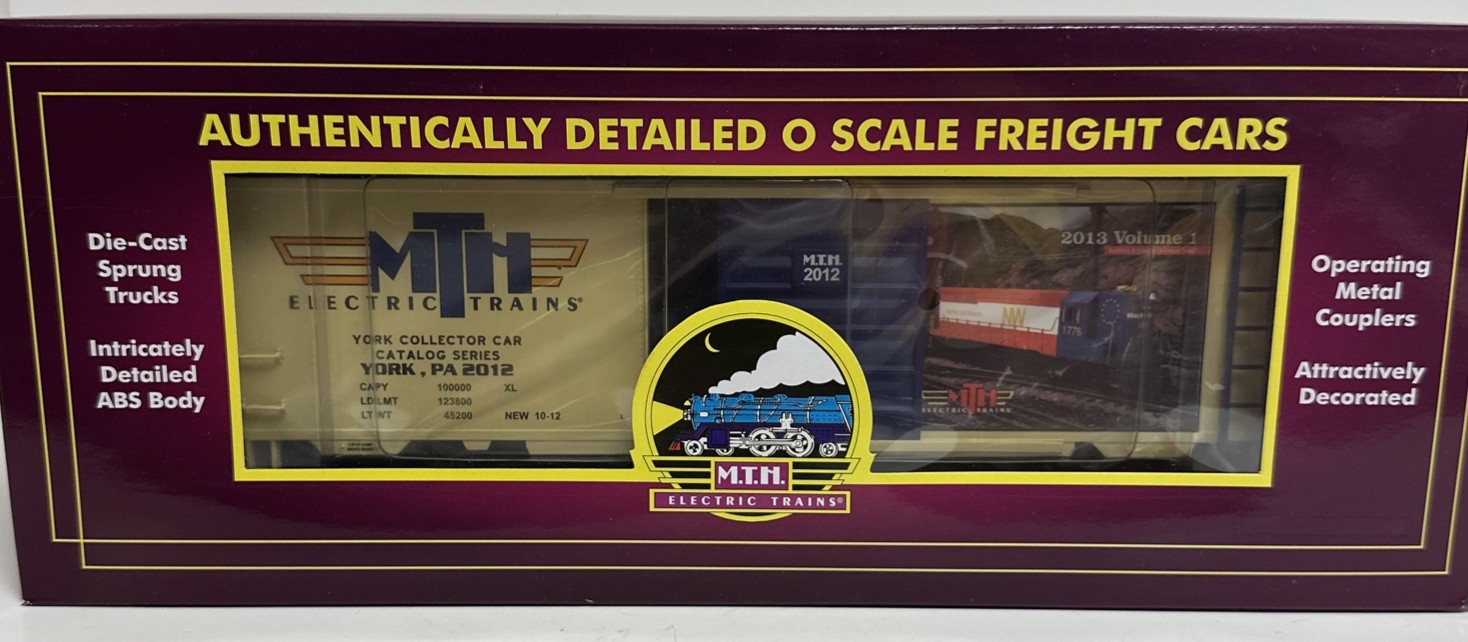 AUTHENTICALLY DETAILED O SCALE FREIGHT CARS
Die-Cast
Sprung
Trucks
Intricately
Detailed
ABS Body
MTH
ELECTRIC TRAINS®
YORK COLLECTOR CAR
CATALOG SERIES
YORK, PA 2012
CAPY 100000 XL
LD LMT 123800
LT WT 45200 NEW 10-12
M.T.H.
2012
2013 Volume 1
NW
1776
MTH
ELECTRIC TRAINS
M.T.H.
ELECTRIC TRAINS®
Operating
Metal
Couplers
Attractively
Decorated